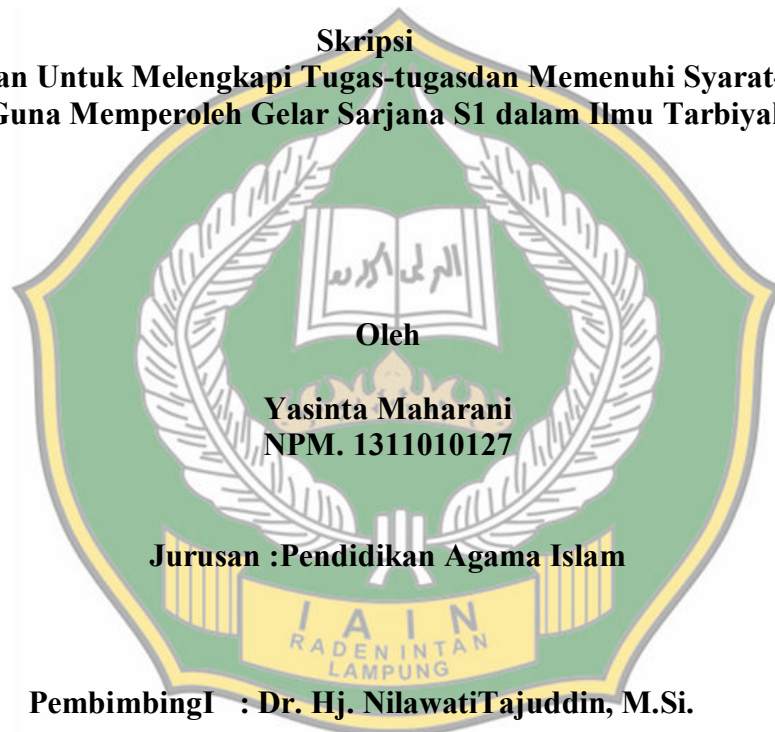 Skripsi
an Untuk Melengkapi Tugas-tugasdan Memenuhi Syarat-
Guna Memperoleh Gelar Sarjana S1 dalam Ilmu Tarbiyah
Oleh
Yasinta Maharani
NPM. 1311010127
Jurusan :Pendidikan Agama Islam
IAIN
RADEN INTAN
LAMPUNG
PembimbingI : Dr. Hj. NilawatiTajuddin, M.Si.